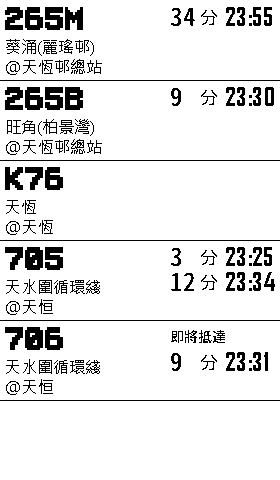 265M 34 分 23:55
葵涌(麗瑤邨)
@天恆邨總站
265B 9 分 23:30
旺角(柏景灣)
@天恆邨總站
K76
天恆
@天恆
705 3 分 23:25
12 分 23:34
天水圍循環綫
@天恒
706 即將抵達
9 分 23:31
天水圍循環綫
@天恒